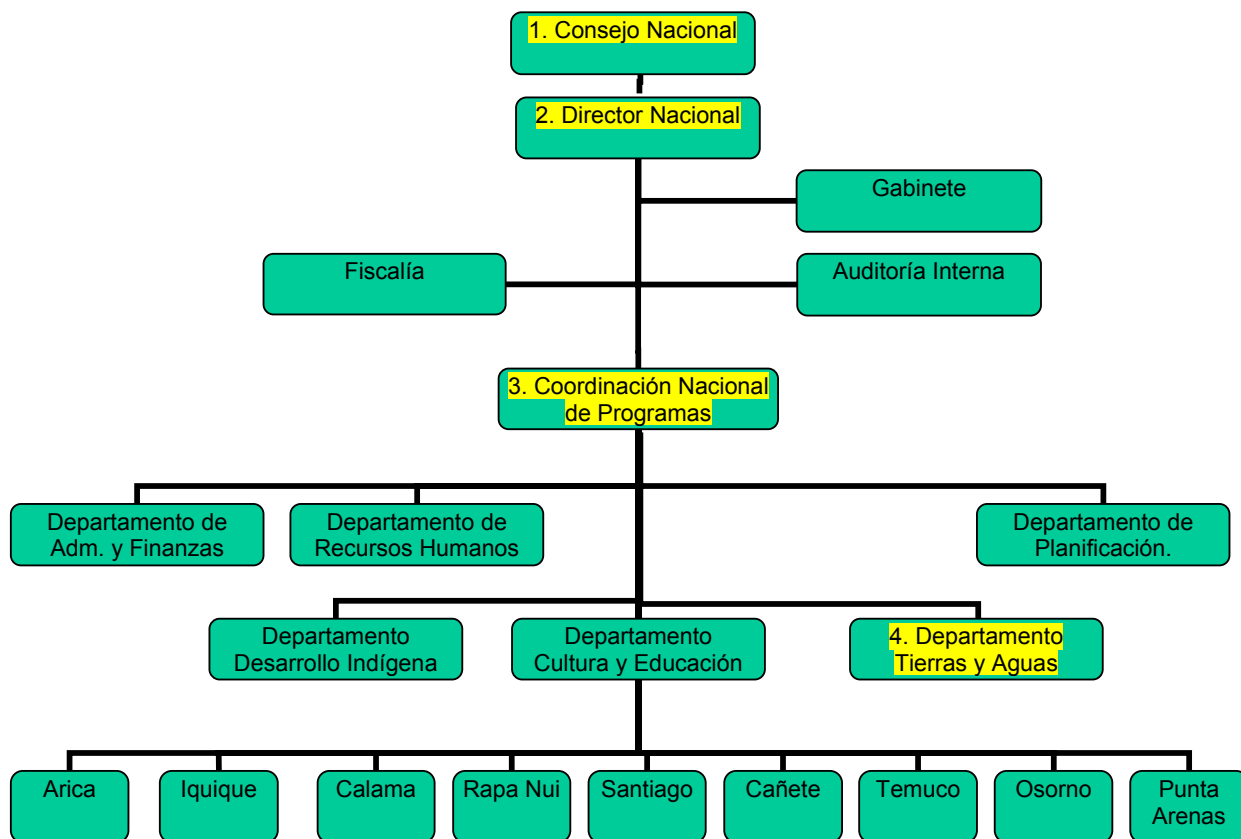 1. Consejo Nacional
2. Director Nacional
Gabinete
Fiscalía
Auditoría Interna
3. Coordinación Nacional
de Programas
Departamento de
Adm. y Finanzas
Departamento de
Recursos Humanos
Departamento de
Planificación.
Departamento
Desarrollo Indígena
Departamento
Cultura y Educación
4. Departamento
Tierras y Aguas
Arica
Iquique
Calama
Rapa Nui
Santiago
Cañete
Temuco
Osorno
Punta
Arenas